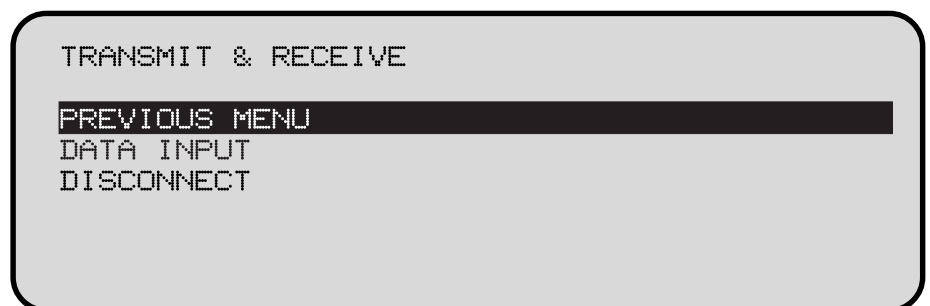 TRANSMIT & RECEIVE
PREVIOUS MENU
DATA INPUT
DISCONNECT